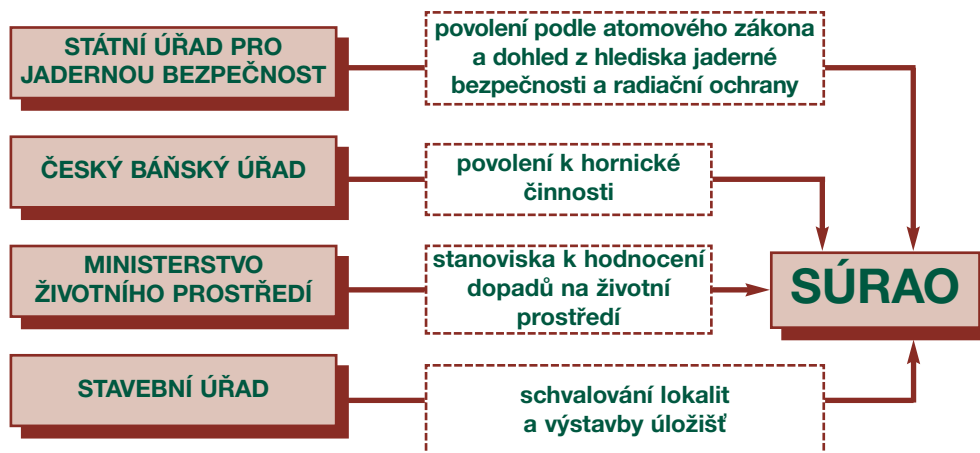 STÁTNÍ ÚŘAD PRO
JADERNOU BEZPEČNOST
povolení podle atomového zákona
a dohled z hlediska jaderné
bezpečnosti a radiační ochrany
ČESKÝ BÁŇSKÝ ÚŘAD
povolení k hornické
činnosti
MINISTERSTVO
ŽIVOTNÍHO PROSTŘEDÍ
stanoviska k hodnocení
dopadů na životní
prostředí
SÚRAO
STAVEBNÍ ÚŘAD
schvalování lokalit
a výstavby úložišť